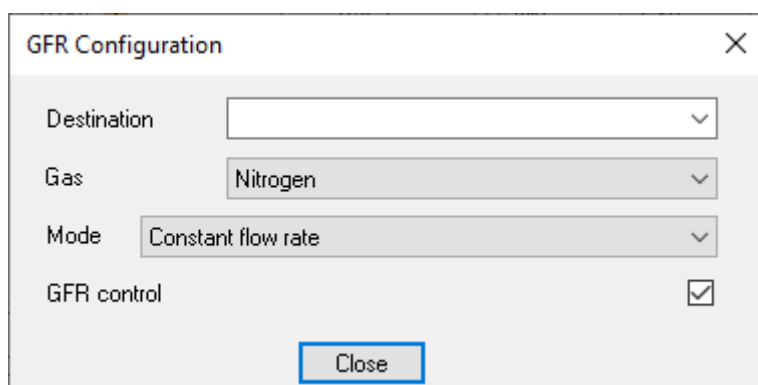 GFR Configuration
Destination
Gas Nitrogen
Mode Constant flow rate
GFR control
Close